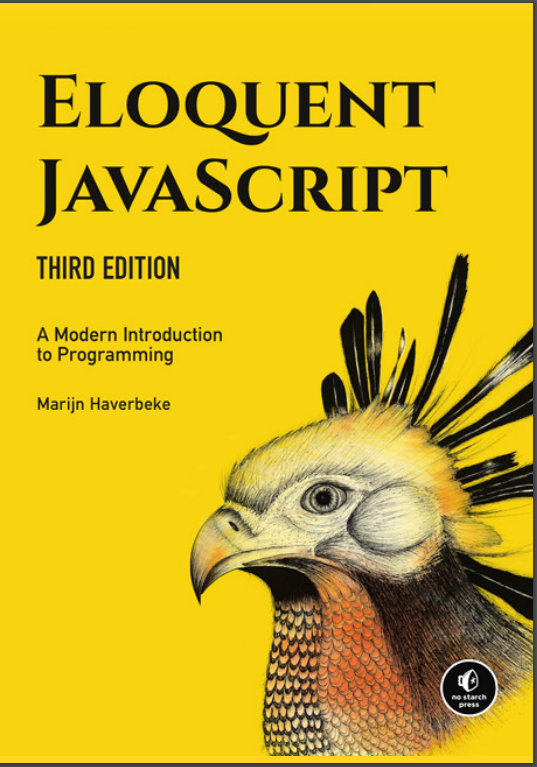 ELOQUENT
JAVASCRIPT
THIRD EDITION
A Modern Introduction
to Programming
Marijn Haverbeke
no starch
press